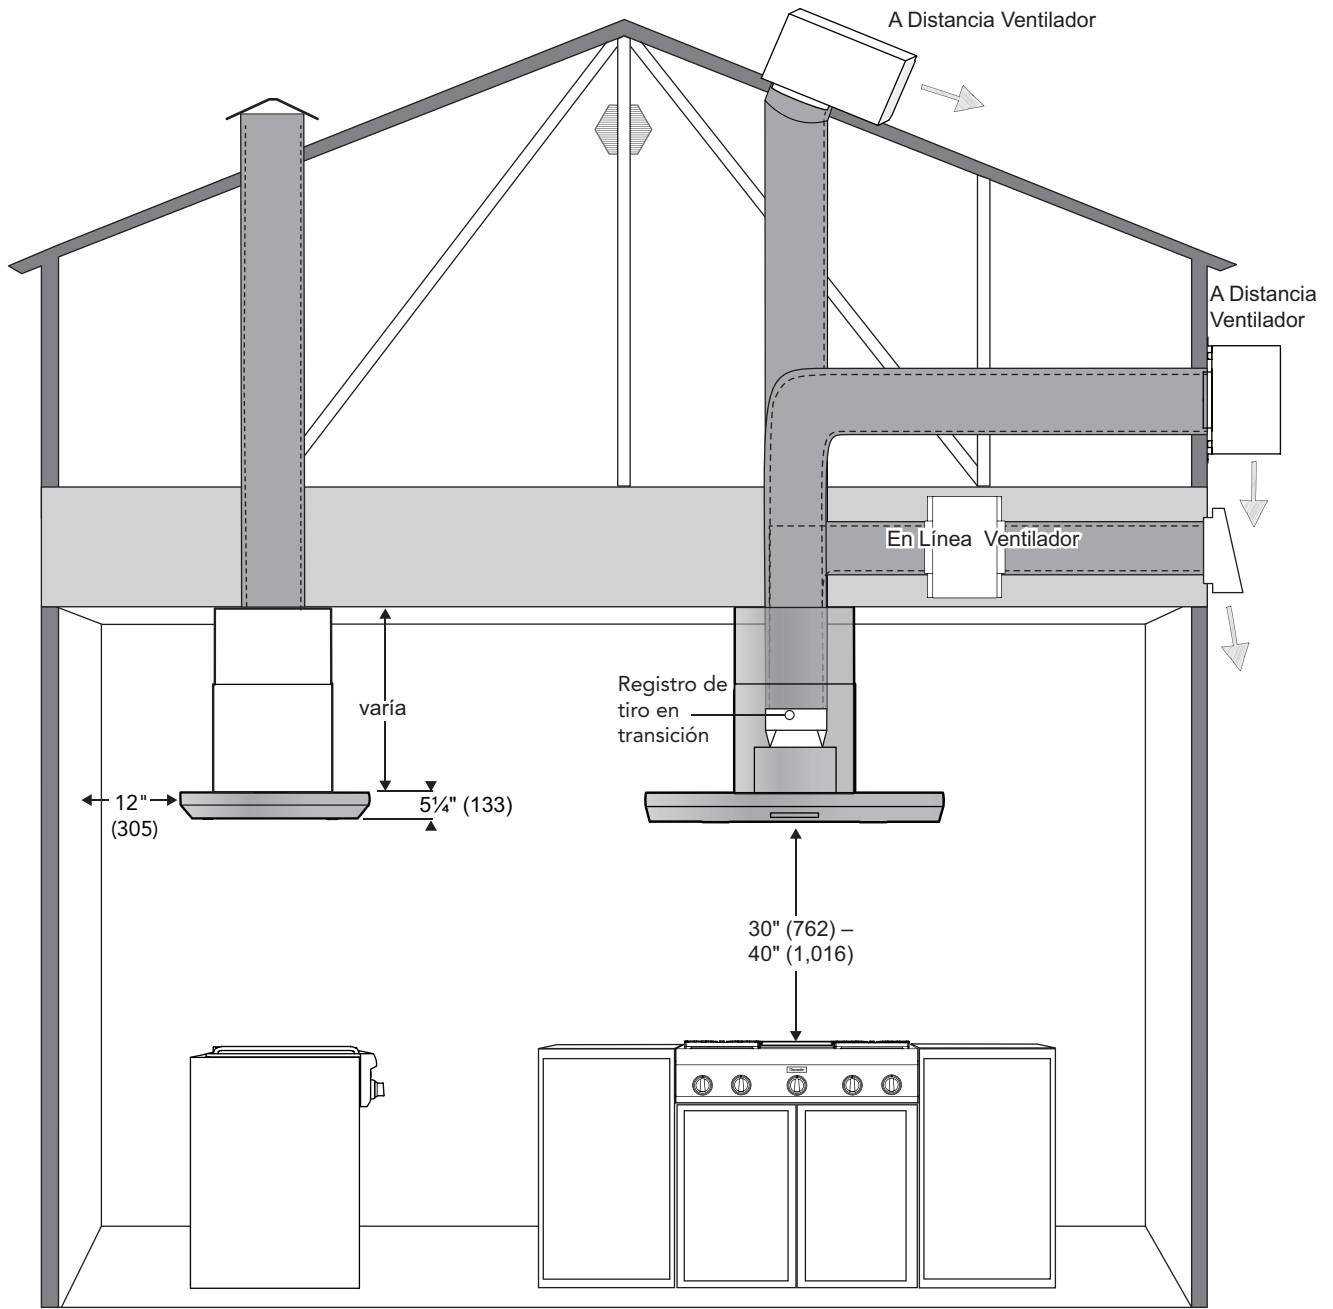 A Distancia Ventilador
A Distancia
Ventilador
En Línea Ventilador
Registro de
tiro en
transición
varía
12"
(305)
5¼" (133)
30" (762) –
40" (1,016)